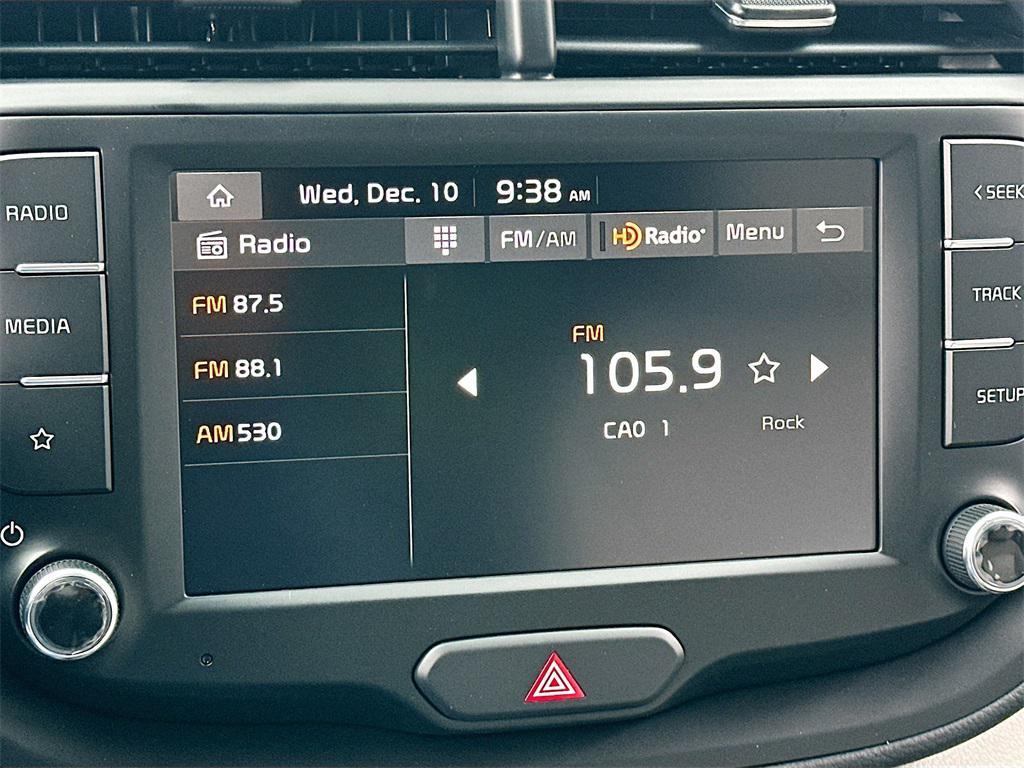 Wed, Dec. 10 9:38 AM
Radio FM/AM HD Radio Menu
RADIO
MEDIA
FM 87.5
FM 88.1
AM 530
FM
105.9
CA0 1 Rock
< SEEK
TRACK
SETUP